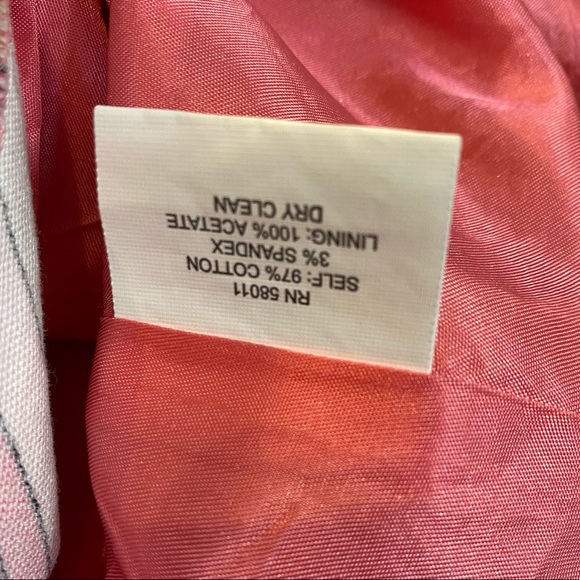 RN 58011
SELF: 97% COTTON
3% SPANDEX
LINING: 100% ACETATE
DRY CLEAN